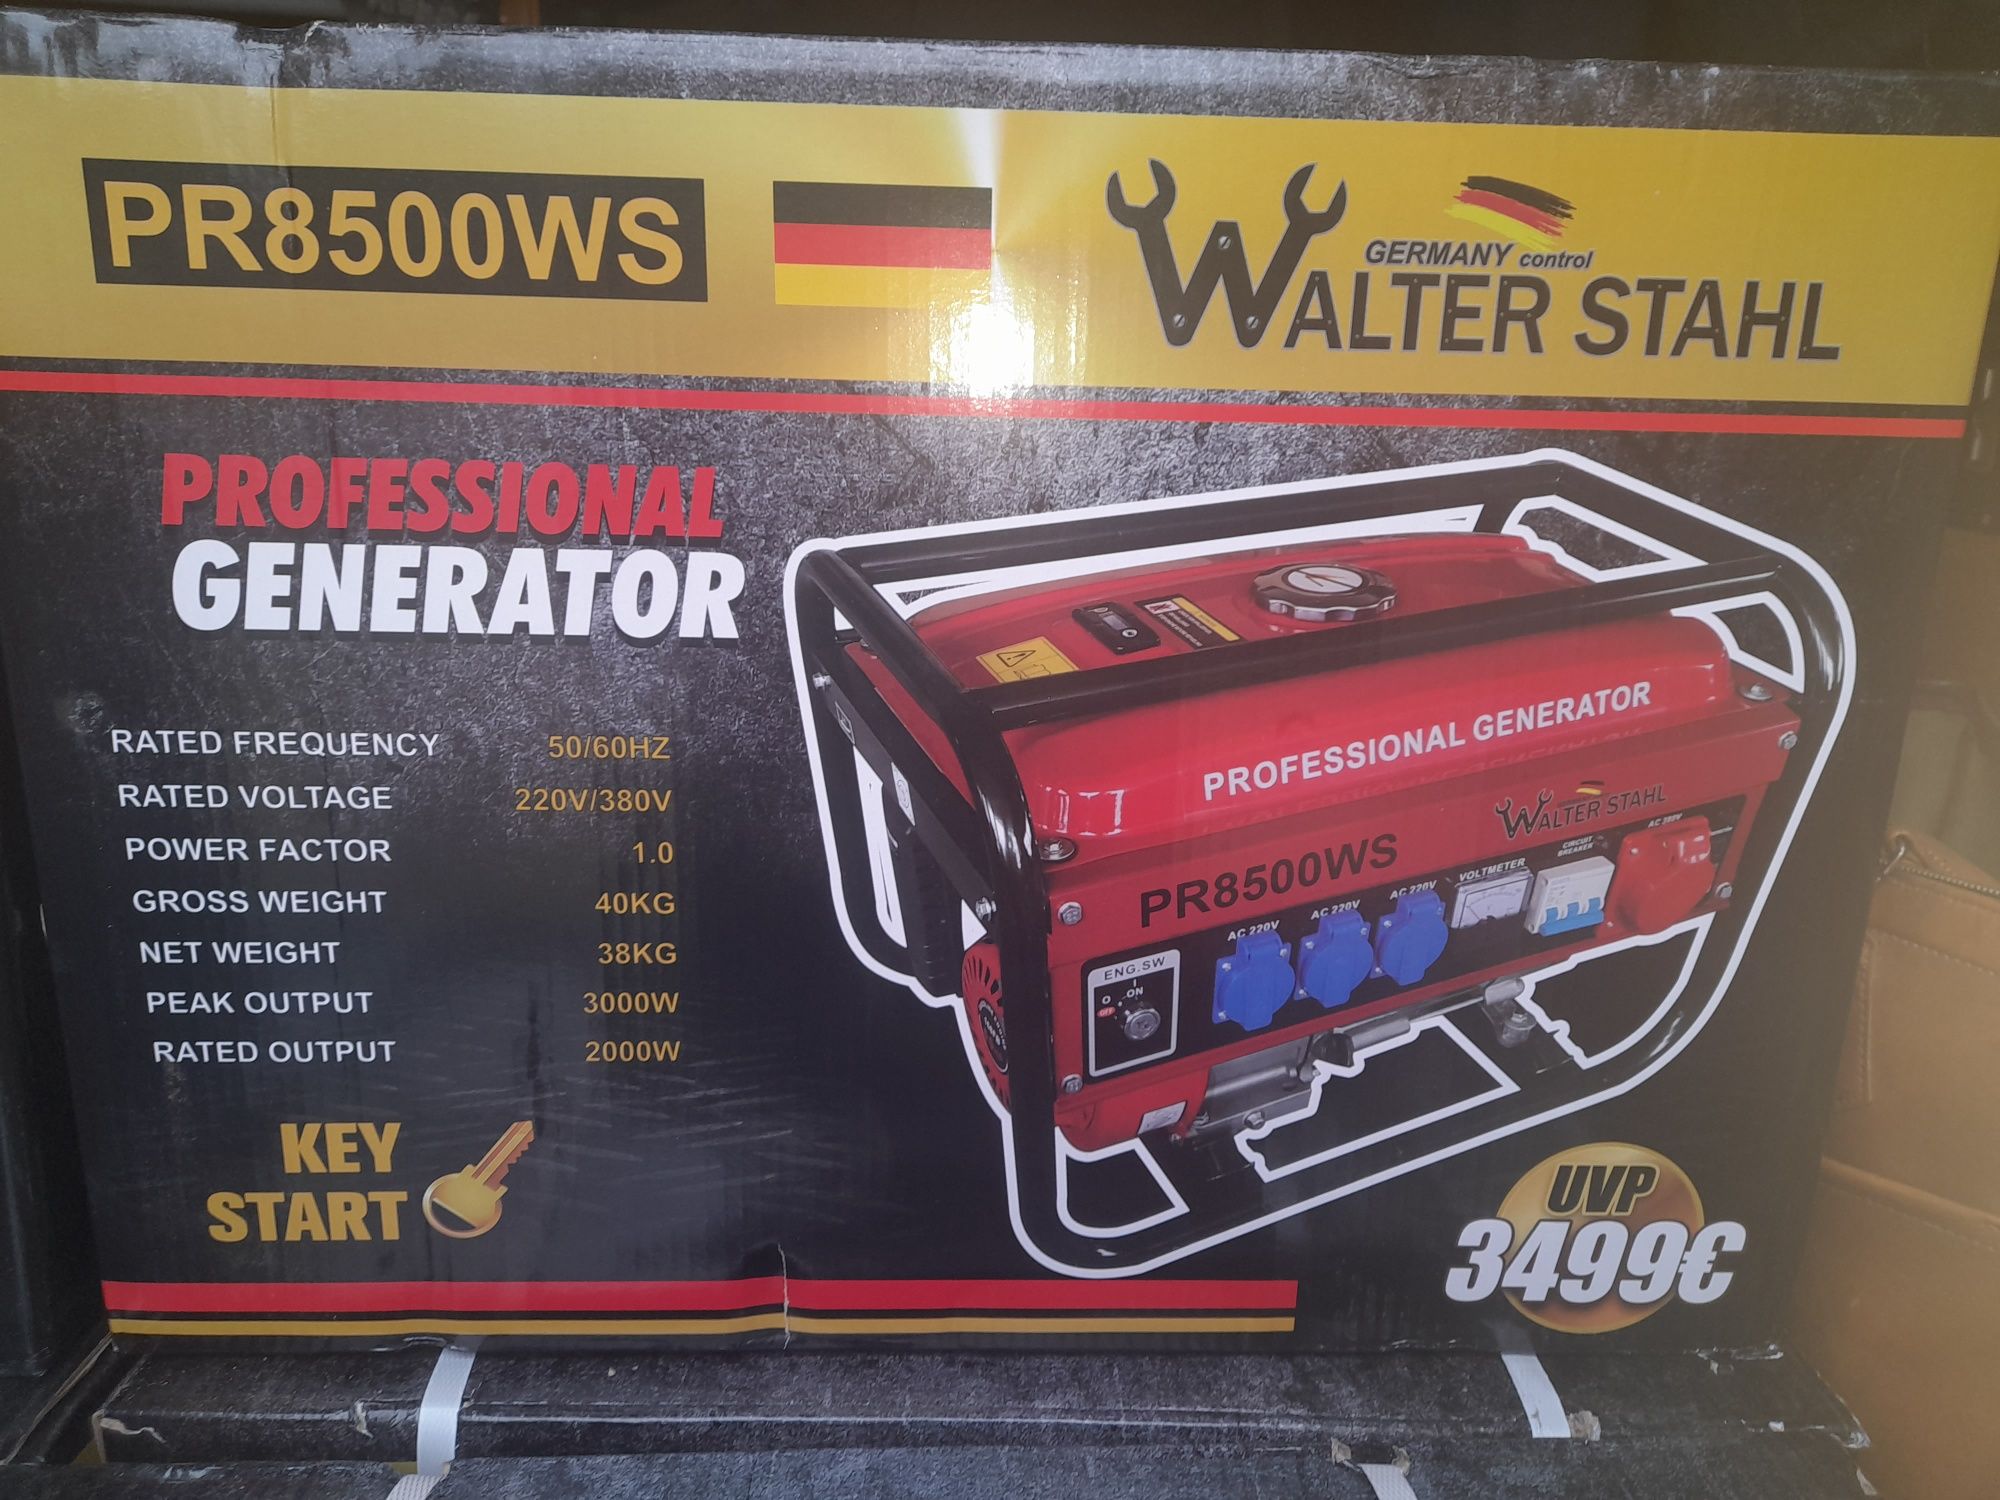 PR8500WS
GERMANY control
WALTER STAHL
PROFESSIONAL
GENERATOR
RATED FREQUENCY 50/60HZ
RATED VOLTAGE 220V/380V
POWER FACTOR 1.0
GROSS WEIGHT 40KG
NET WEIGHT 38KG
PEAK OUTPUT 3000W
RATED OUTPUT 2000W
KEY
START
PROFESSIONAL GENERATOR
WALTER STAHL
PR8500WS
AC 220V
AC 220V
AC 220V
VOLTMETER
CIRCUIT
BREAKER
AC 380V
ENG.SW
I
O ON
OFF
UVP
3499€